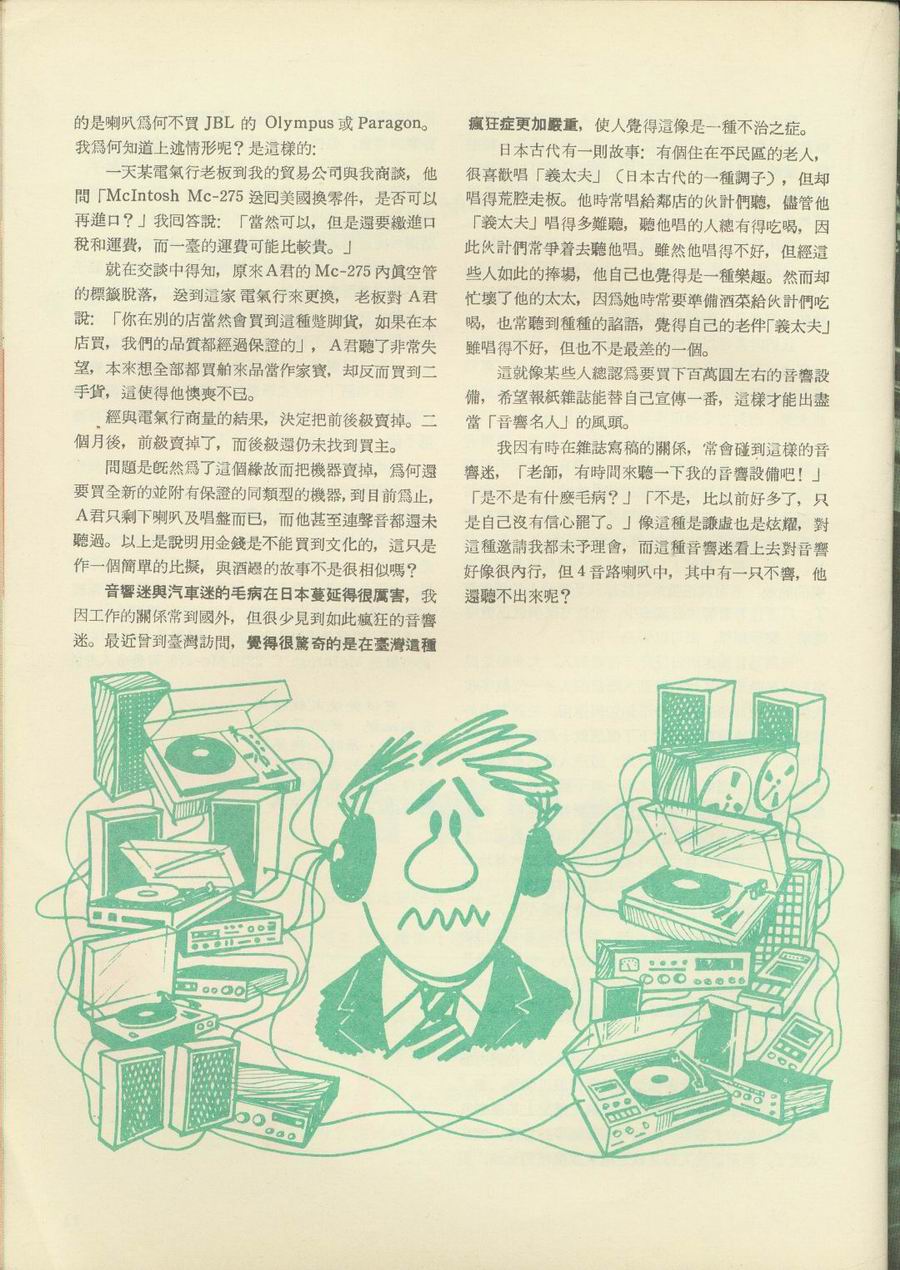 的是喇叭爲何不買 JBL 的 Olympus 或 Paragon。
我爲何知道上述情形呢？是這樣的：
一天某電氣行老板到我的貿易公司與我商談，他
問「McIntosh Mc-275 送回美國換零件，是否可以
再進口？」我回答說：「當然可以，但是還要繳進口
稅和運費，而一臺的運費可能比較貴。」
就在交談中得知，原來A君的 Mc-275 內眞空管
的標籤脫落，送到這家電氣行來更換，老板對A君
說：「你在別的店當然會買到這種蹩脚貨，如果在本
店買，我們的品質都經過保證的」，A君聽了非常失
望，本來想全部都買舶來品當作家寶，却反而買到二
手貨，這使得他懊喪不已。
經與電氣行商量的結果，決定把前後級賣掉。二
個月後，前級賣掉了，而後級還仍未找到買主。
問題是旣然爲了這個緣故而把機器賣掉，爲何還
要買全新的並附有保證的同類型的機器，到目前爲止，
A君只剩下喇叭及唱盤而已，而他甚至連聲音都還未
聽過。以上是說明用金錢是不能買到文化的，這只是
作一個簡單的比擬，與酒鼹的故事不是很相似嗎？
音響迷與汽車迷的毛病在日本蔓延得很厲害，我
因工作的關係常到國外，但很少見到如此瘋狂的音響
迷。最近曾到臺灣訪問，覺得很驚奇的是在臺灣這種
瘋狂症更加嚴重，使人覺得這像是一種不治之症。
日本古代有一則故事：有個住在平民區的老人，
很喜歡唱「義太夫」（日本古代的一種調子），但却
唱得荒腔走板。他時常唱給鄰店的伙計們聽，儘管他
「義太夫」唱得多難聽，聽他唱的人總有得吃喝，因
此伙計們常爭着去聽他唱。雖然他唱得不好，但經這
些人如此的捧場，他自己也覺得是一種樂趣。然而却
忙壞了他的太太，因爲她時常要準備酒菜給伙計們吃
喝，也常聽到種種的諂語，覺得自己的老伴「義太夫」
雖唱得不好，但也不是最差的一個。
這就像某些人總認爲要買下百萬圓左右的音響設
備，希望報紙雜誌能替自己宣傳一番，這樣才能出盡
當「音響名人」的風頭。
我因有時在雜誌寫稿的關係，常會碰到這樣的音
響迷，「老師，有時間來聽一下我的音響設備吧！」
「是不是有什麼毛病？」「不是，比以前好多了，只
是自己沒有信心罷了。」像這種是謙虛也是炫耀，對
這種邀請我都未予理會，而這種音響迷看上去對音響
好像很內行，但4音路喇叭中，其中有一只不響，他
還聽不出來呢？